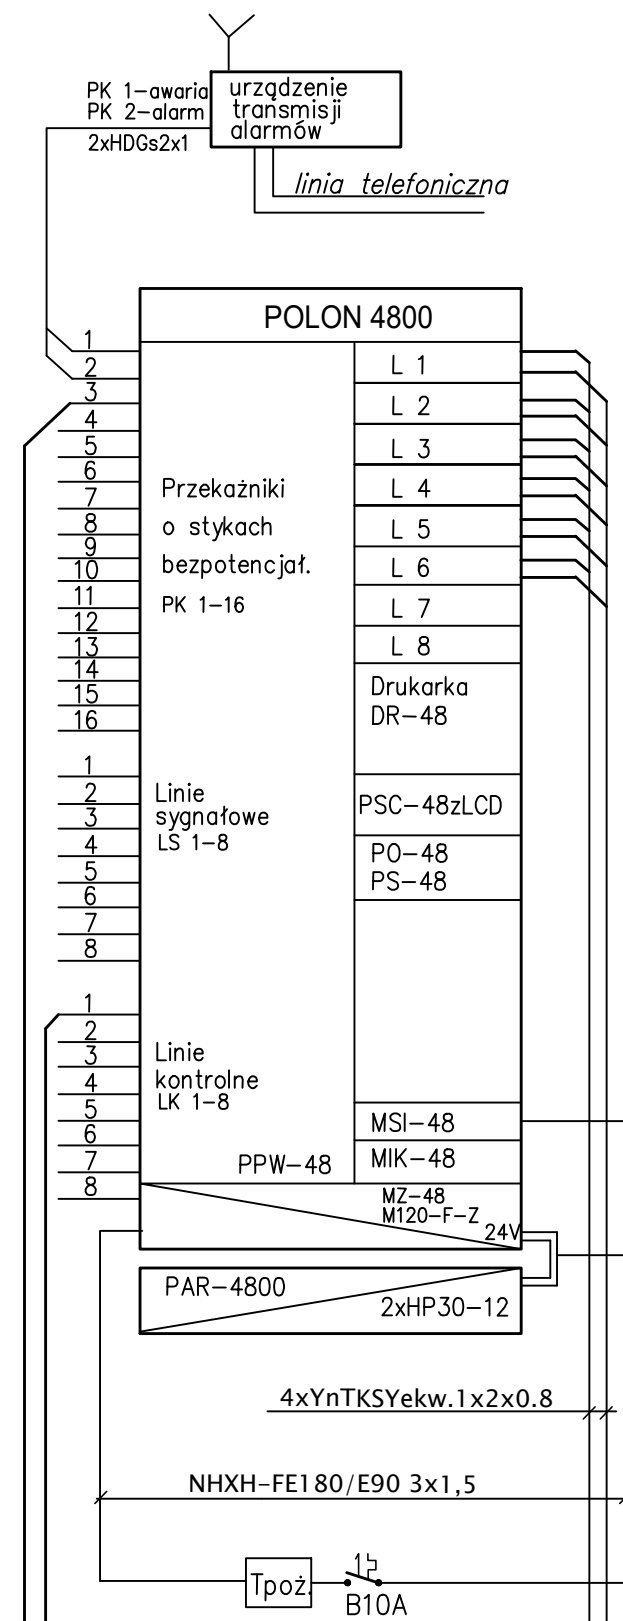 PK 1-awaria
PK 2-alarm
2xHDGs2x1
urządzenie
transmisji
alarmów
linia telefoniczna
POLON 4800
1
2
3
4
5
6
7
8
9
10
11
12
13
14
15
16
Przekaźniki
o stykach
bezpotencjał.
PK 1-16
L 1
L 2
L 3
L 4
L 5
L 6
L 7
L 8
Drukarka
DR-48
PSC-48zLCD
PO-48
PS-48
1
2
3
4
5
6
7
8
Linie
sygnałowe
LS 1-8
1
2
3
4
5
6
7
8
Linie
kontrolne
LK 1-8
MSI-48
MIK-48
PPW-48
MZ-48
M120-F-Z
24V
PAR-4800
2xHP30-12
4xYnTKSYekw.1x2x0.8
NHXH-FE180/E90 3x1,5
Tpoż.
1
B10A